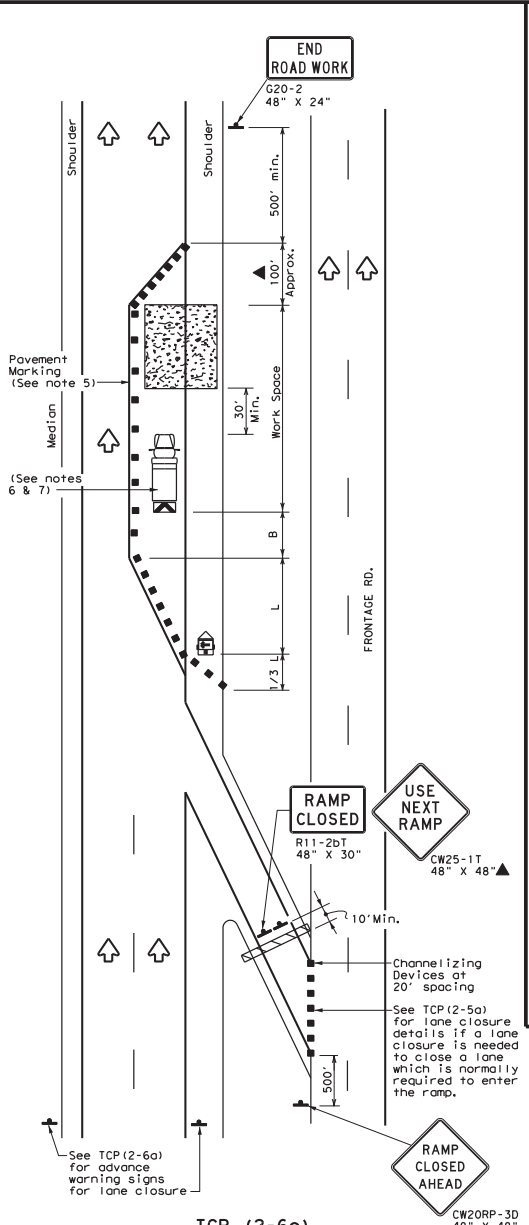 END
ROAD WORK
G20-2
48" X 24"
Shoulder
Shoulder
500' min.
100'
Approx.
Pavement
Marking
(See note 5)
Work Space
30'
Min.
Median
(See notes
6 & 7)
B
L
1/3 L
FRONTAGE RD.
RAMP
CLOSED
R11-2bT
48" X 30"
USE
NEXT
RAMP
CW25-1T
48" X 48"
10' Min.
Channelizing
Devices at
20' spacing
See TCP(2-5a)
for lane closure
details if a lane
closure is needed
to close a lane
which is normally
required to enter
the ramp.
500'
See TCP(2-6a)
for advance
warning signs
for lane closure
RAMP
CLOSED
AHEAD
CW20RP-3D